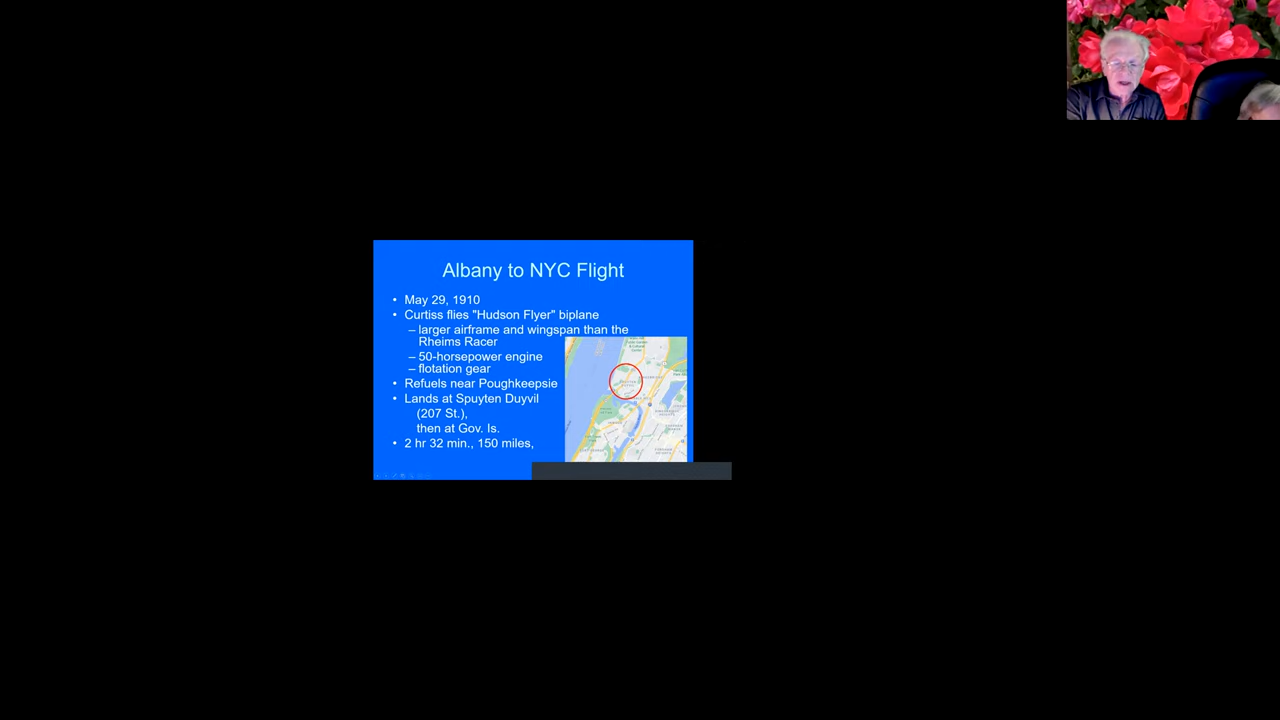 Albany to NYC Flight
• May 29, 1910
• Curtiss flies "Hudson Flyer" biplane
– larger airframe and wingspan than the
Rheims Racer
– 50-horsepower engine
– flotation gear
• Refuels near Poughkeepsie
• Lands at Spuyten Duyvil
(207 St.),
then at Gov. Is.
• 2 hr 32 min., 150 miles,